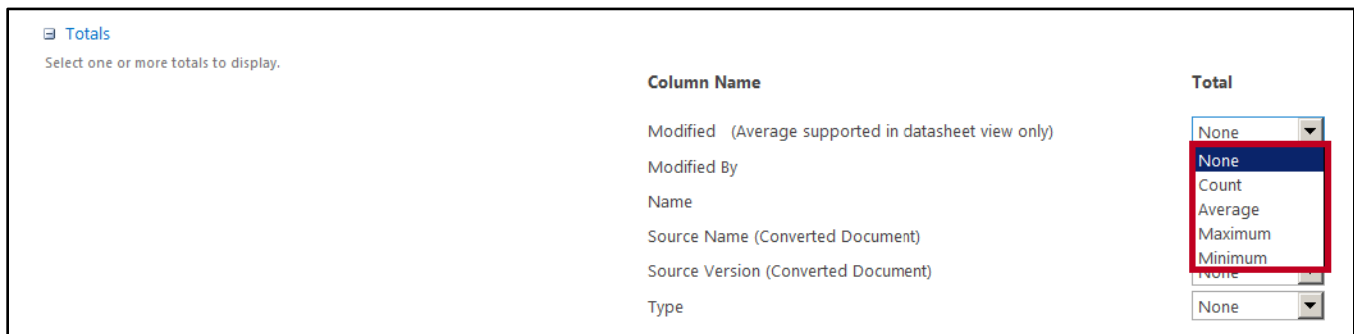 Totals
Select one or more totals to display.
Column Name Total
Modified (Average supported in datasheet view only) None
None
Modified By
Count
Name
Average
Source Name (Converted Document)
Maximum
Minimum
Source Version (Converted Document) None
Type None